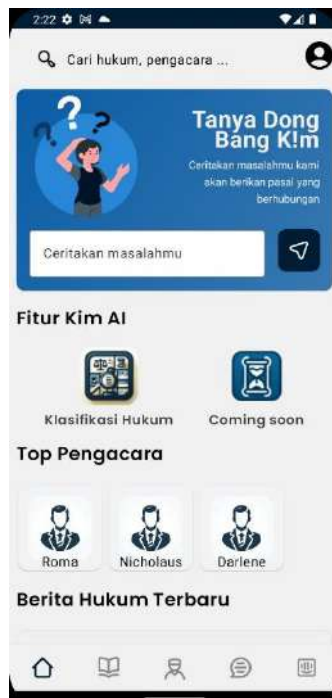 2:22
Cari hukum, pengacara ...
Tanya Dong
Bang K!m
Ceritakan masalahmu kami
akan berikan pasal yang
berhubungan
Ceritakan masalahmu
Fitur Kim AI
Klasifikasi Hukum
Coming soon
Top Pengacara
Roma
Nicholaus
Darlene
Berita Hukum Terbaru